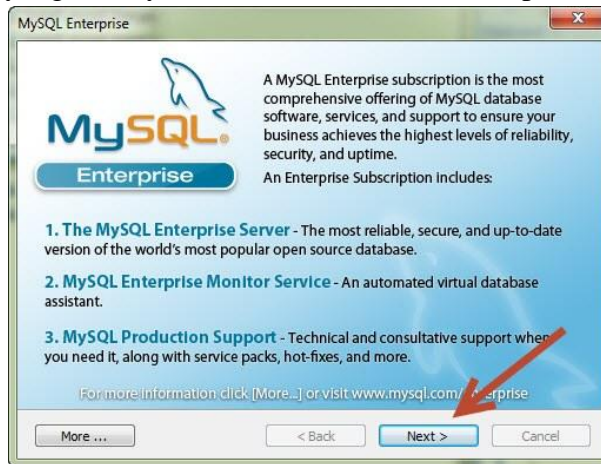 MySQL Enterprise
A MySQL Enterprise subscription is the most
comprehensive offering of MySQL database
software, services, and support to ensure your
business achieves the highest levels of reliability,
security, and uptime.
An Enterprise Subscription includes:
MySQL.
Enterprise
1. The MySQL Enterprise Server - The most reliable, secure, and up-to-date
version of the world's most popular open source database.
2. MySQL Enterprise Monitor Service - An automated virtual database
assistant.
3. MySQL Production Support - Technical and consultative support when
you need it, along with service packs, hot-fixes, and more.
For more information click [More...] or visit www.mysql.com/
More ...
< Back
Next >
Cancel